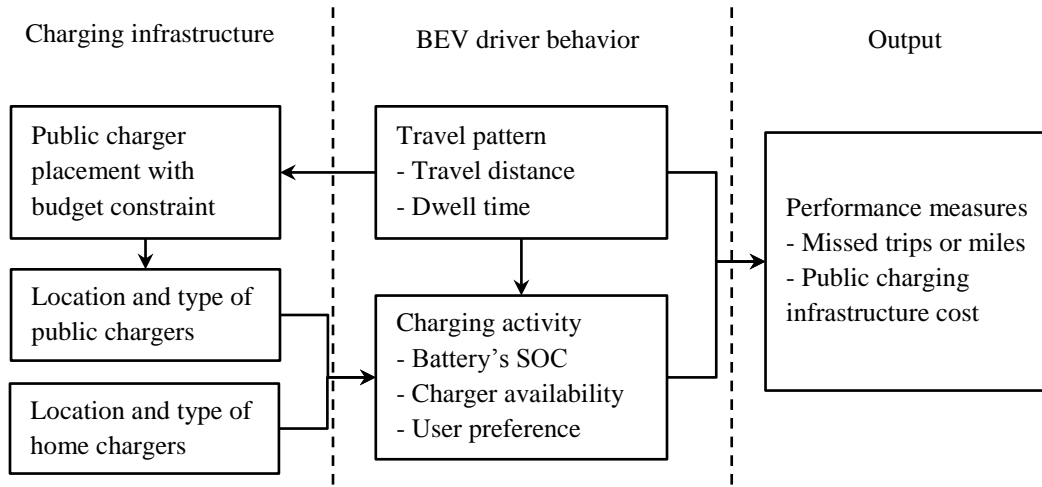 Charging infrastructure
BEV driver behavior
Output
Public charger
placement with
budget constraint
Travel pattern
- Travel distance
- Dwell time
Performance measures
- Missed trips or miles
- Public charging
infrastructure cost
Location and type of
public chargers
Charging activity
- Battery’s SOC
- Charger availability
- User preference
Location and type of
home chargers